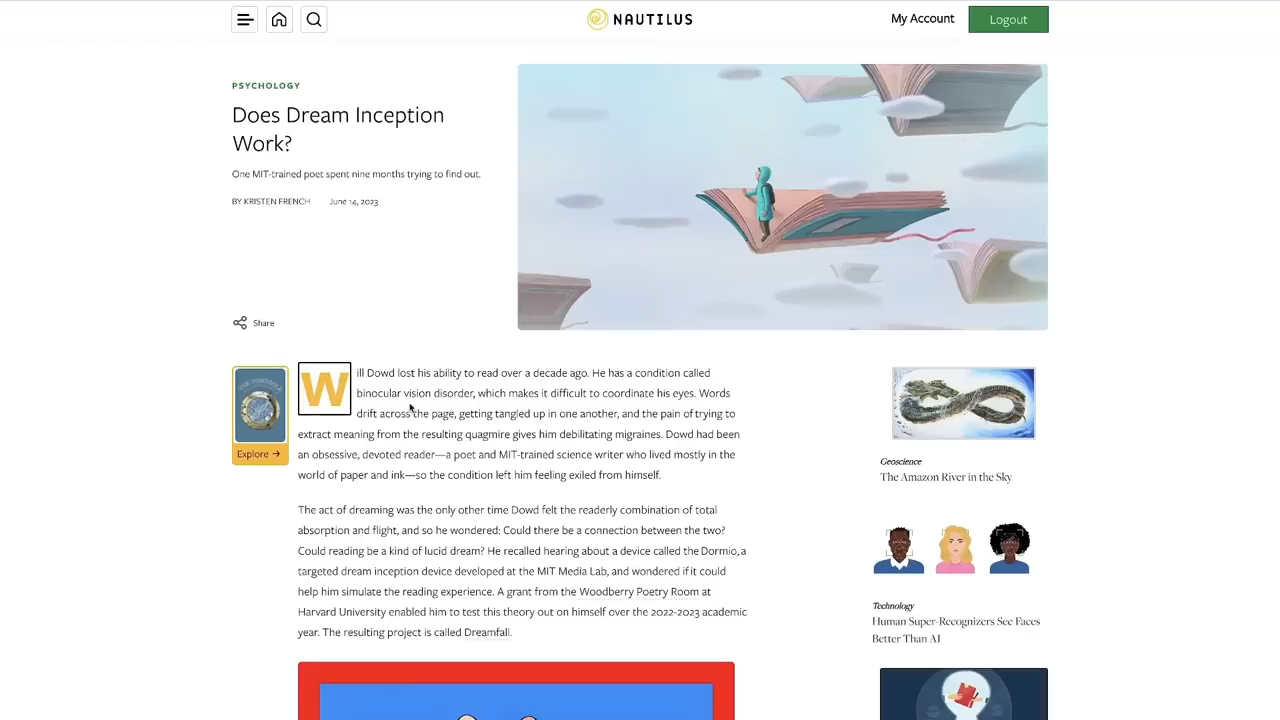 NAUTILUS
My Account
Logout
PSYCHOLOGY
Does Dream Inception
Work?
One MIT-trained poet spent nine months trying to find out.
BY KRISTEN FRENCH June 14, 2023
Share
THE PORTHOLE
Explore →
Will Dowd lost his ability to read over a decade ago. He has a condition called
binocular vision disorder, which makes it difficult to coordinate his eyes. Words
drift across the page, getting tangled up in one another, and the pain of trying to
extract meaning from the resulting quagmire gives him debilitating migraines. Dowd had been
an obsessive, devoted reader—a poet and MIT-trained science writer who lived mostly in the
world of paper and ink—so the condition left him feeling exiled from himself.
The act of dreaming was the only other time Dowd felt the readerly combination of total
absorption and flight, and so he wondered: Could there be a connection between the two?
Could reading be a kind of lucid dream? He recalled hearing about a device called the Dormio, a
targeted dream inception device developed at the MIT Media Lab, and wondered if it could
help him simulate the reading experience. A grant from the Woodberry Poetry Room at
Harvard University enabled him to test this theory out on himself over the 2022-2023 academic
year. The resulting project is called Dreamfall.
Geoscience
The Amazon River in the Sky
Technology
Human Super-Recognizers See Faces
Better Than AI